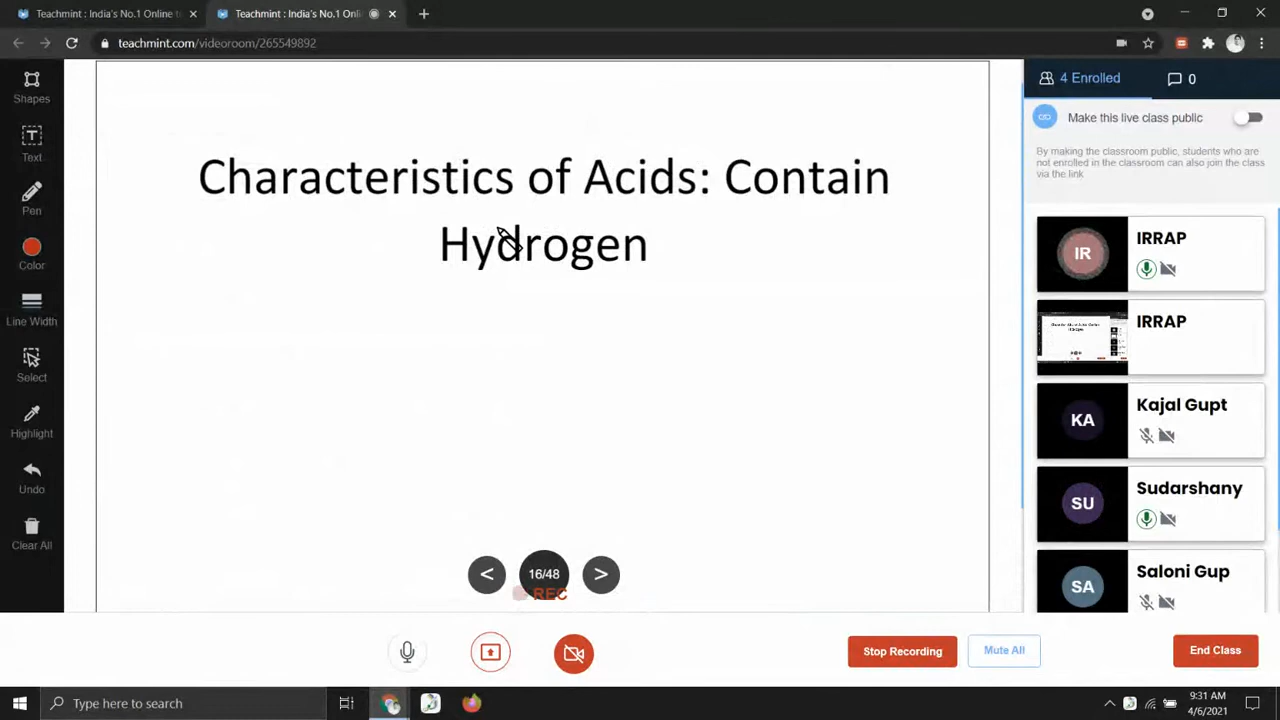 Teachmint : India's No.1 Online t
Teachmint : India's No.1 Onli
teachmint.com/videoroom/265549892
Shapes
Text
Pen
Color
Line Width
Select
Highlight
Undo
Clear All
Characteristics of Acids: Contain
Hydrogen
<
16/48
>
REC
4 Enrolled
0
Make this live class public
By making the classroom public, students who are
not enrolled in the classroom can also join the class
via the link
IR
IRRAP
IRRAP
KA
Kajal Gupt
SU
Sudarshany
SA
Saloni Gup
Stop Recording
Mute All
End Class
Type here to search
9:31 AM
4/6/2021